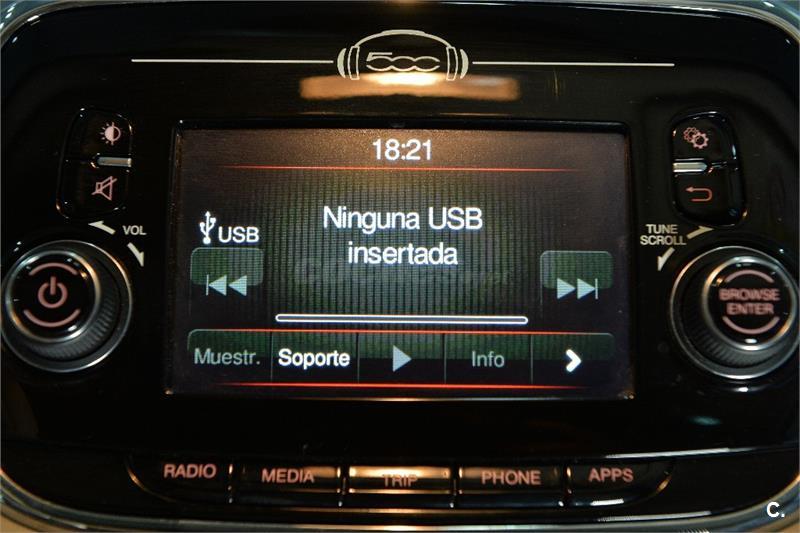 500
18:21
VOL
USB
Ninguna USB
insertada
TUNE
SCROLL
BROWSE
ENTER
Muestr.
Soporte
Info
RADIO
MEDIA
TRIP
PHONE
APPS
C.